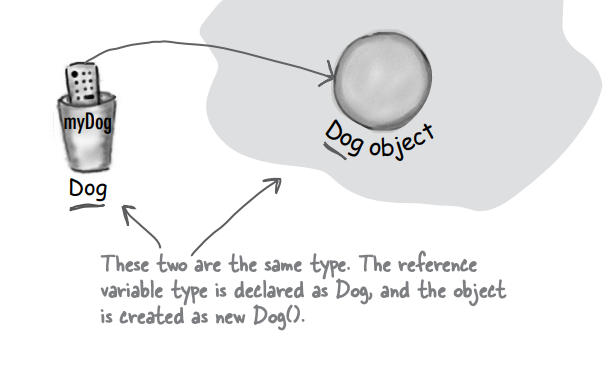 myDog
Dog
Dog object
These two are the same type. The reference
variable type is declared as Dog, and the object
is created as new Dog().